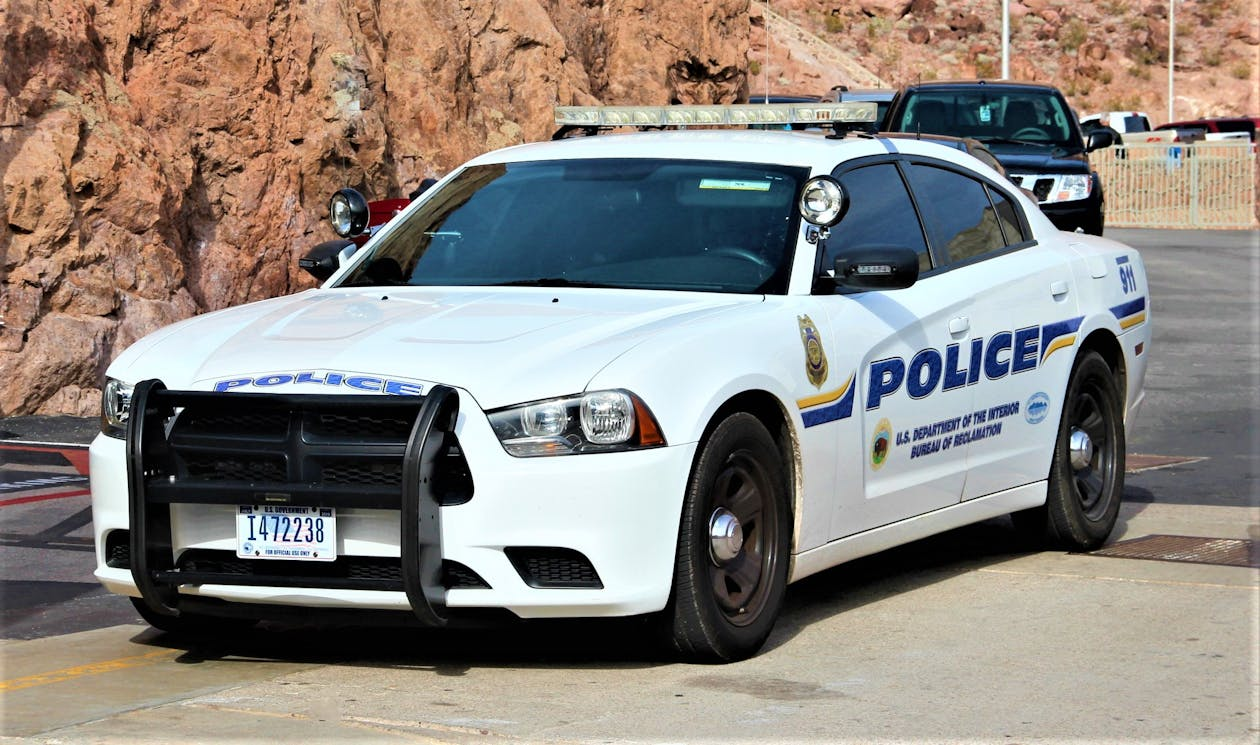 POLICE
U.S. GOVERNMENT
I472238
FOR OFFICIAL USE ONLY
POLICE
U.S. DEPARTMENT OF THE INTERIOR
BUREAU OF RECLAMATION
911